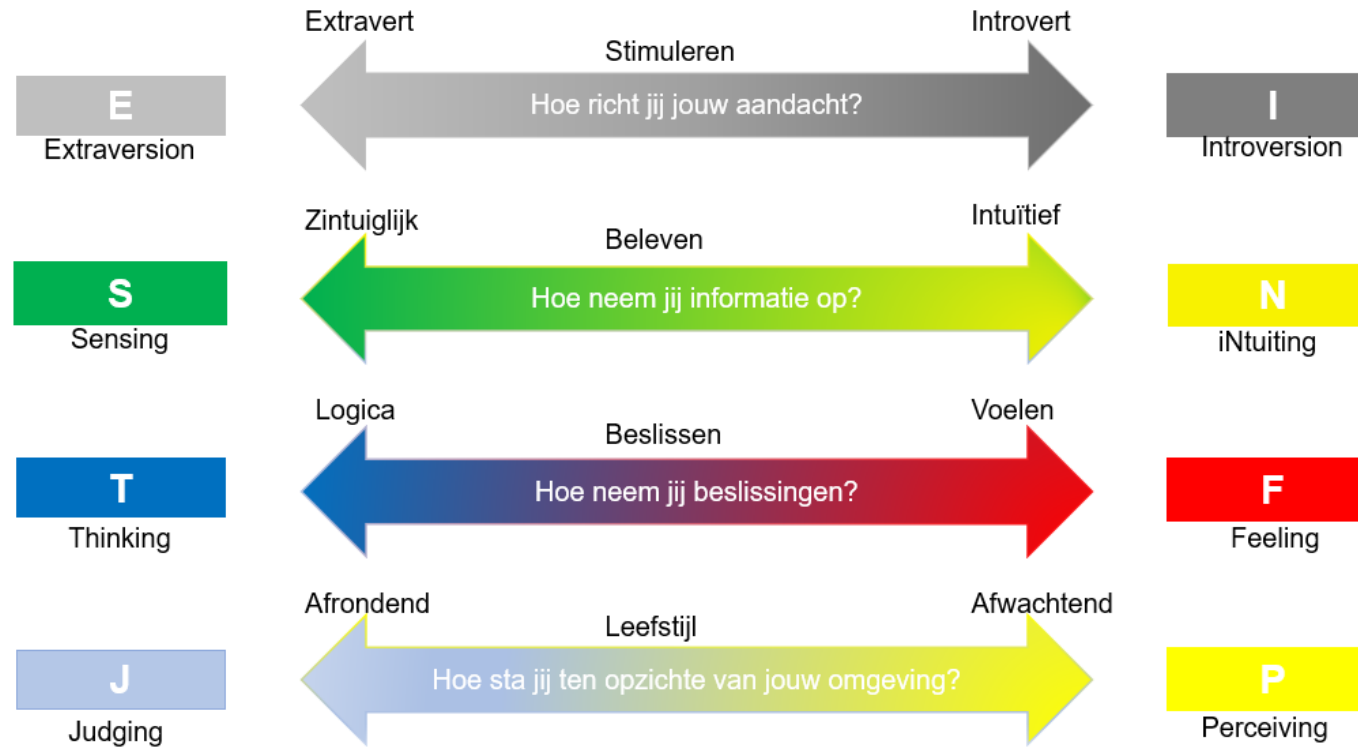 Extravert
Introvert
Stimuleren
E
Hoe richt jij jouw aandacht?
I
Extraversion
Introversion
Zintuiglijk
Intuïtief
Beleven
S
Hoe neem jij informatie op?
N
Sensing
iNtuiting
Logica
Voelen
Beslissen
T
Hoe neem jij beslissingen?
F
Thinking
Feeling
Afrondend
Afwachtend
Leefstijl
J
Hoe sta jij ten opzichte van jouw omgeving?
P
Judging
Perceiving